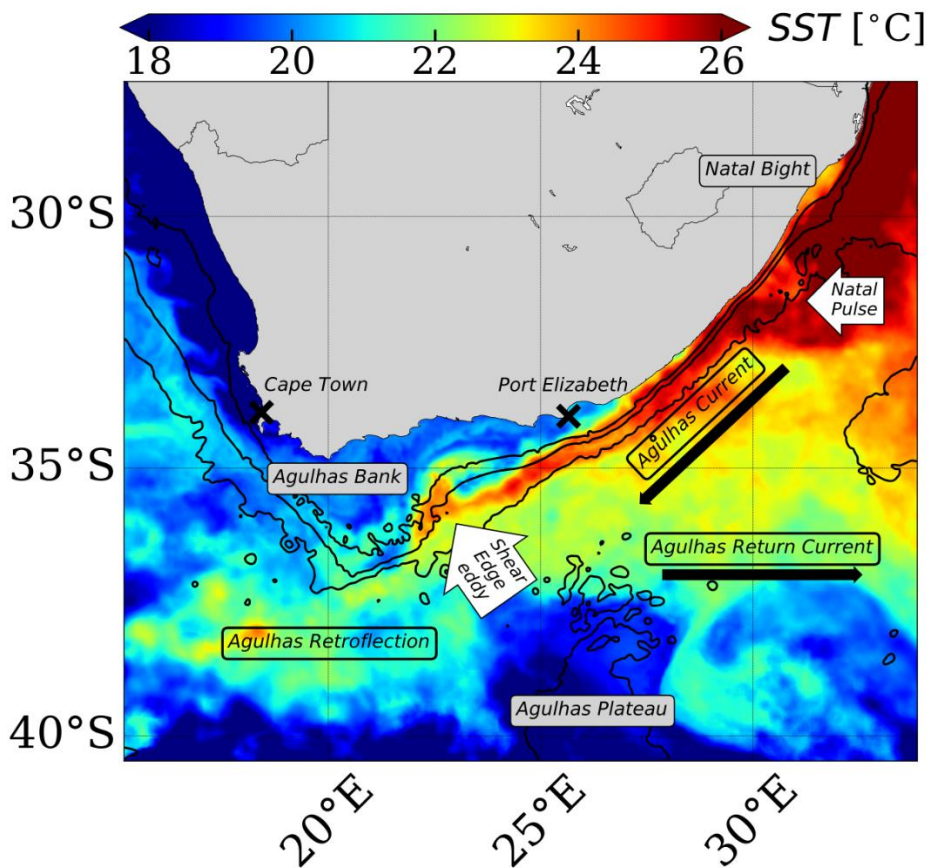 SST [°C]
18 20 22 24 26
Natal Bight
30°S
Natal
Pulse
Cape Town
Port Elizabeth
Agulhas Current
35°S
Agulhas Bank
Shear
Edge
eddy
Agulhas Return Current
Agulhas Retroflection
Agulhas Plateau
40°S
20°E 25°E 30°E